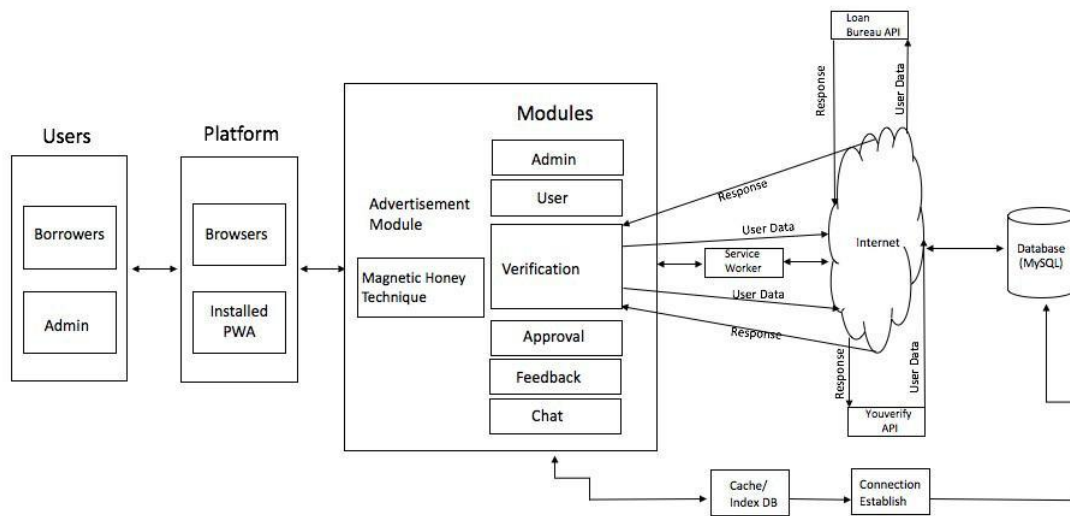 Users
Borrowers
Admin
Platform
Browsers
Installed
PWA
Modules
Advertisement
Module
Magnetic Honey
Technique
Admin
User
Verification
Approval
Feedback
Chat
Response
User Data
Service
Worker
User Data
Response
Loan
Bureau API
Response
User Data
Internet
Response
User Data
Youverify
API
Database
(MySQL)
Cache/
Index DB
Connection
Establish